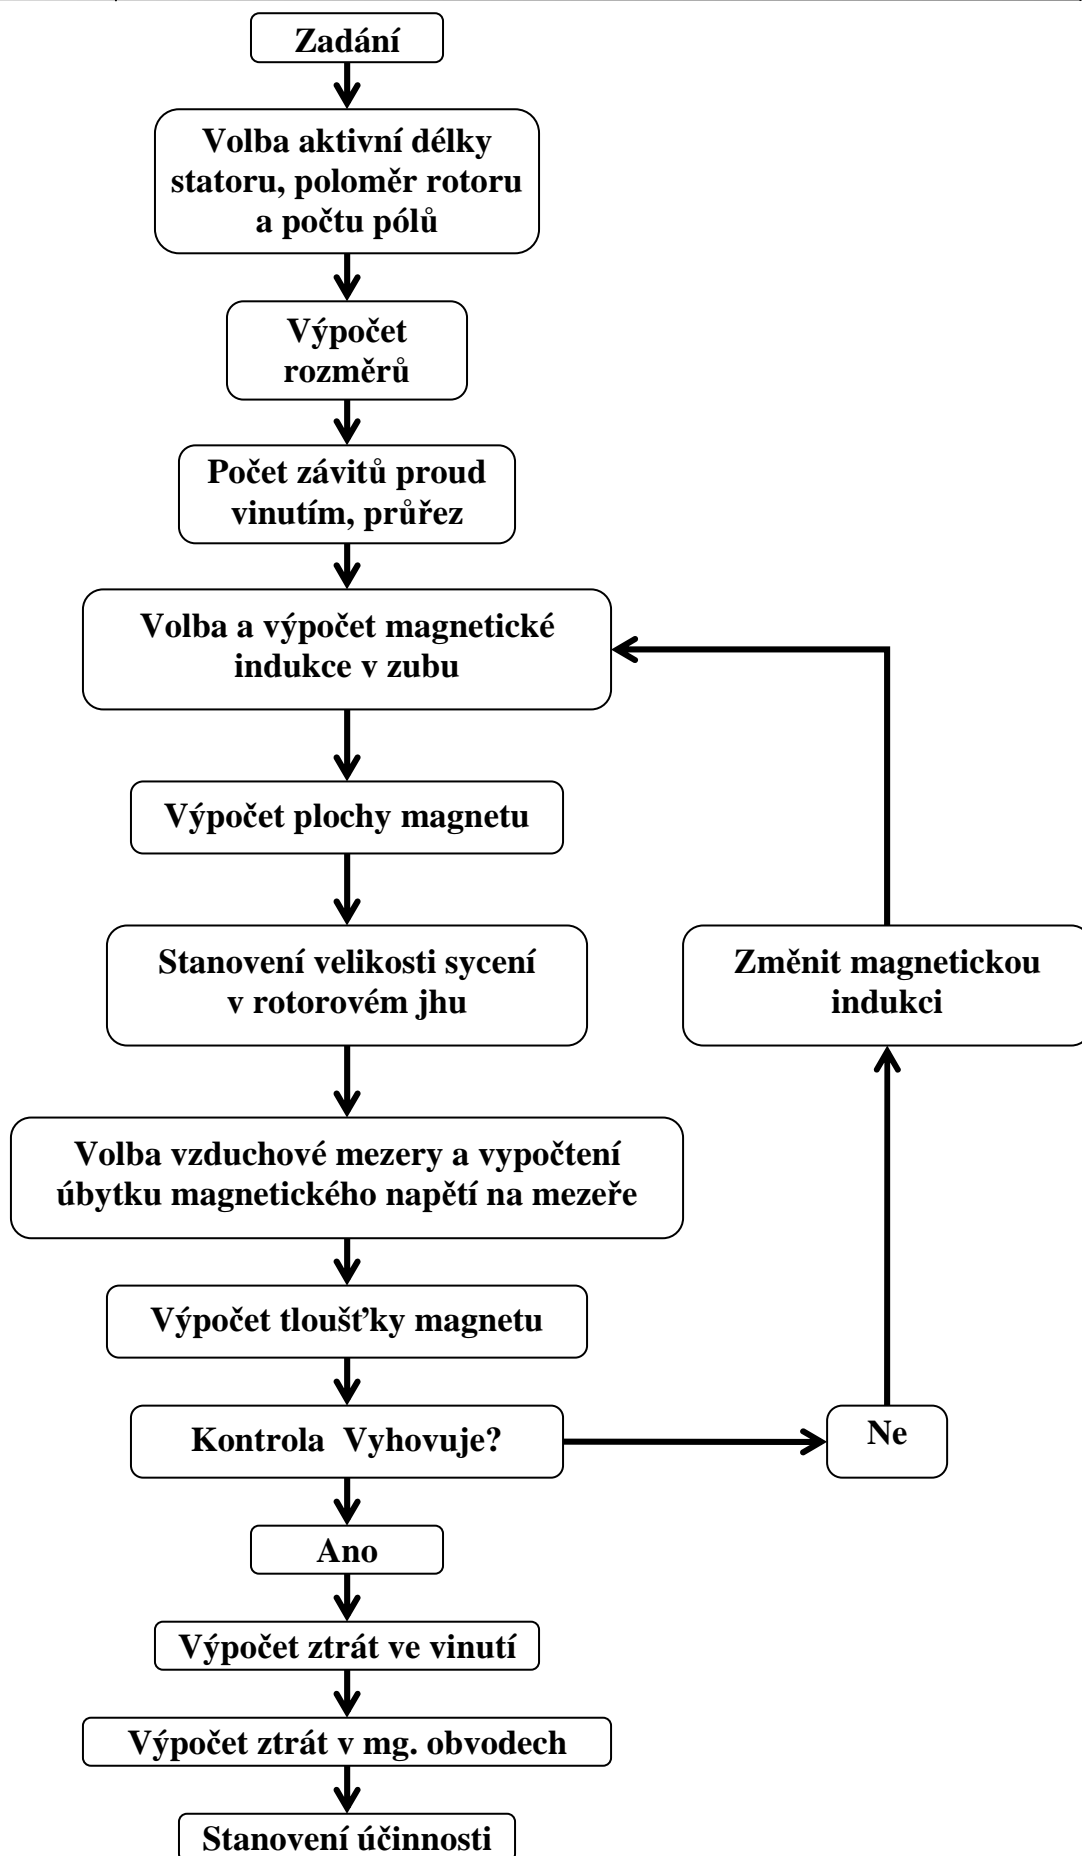 Zadání
Volba aktivní délky
statoru, poloměr rotoru
a počtu pólů
Výpočet
rozměrů
Počet závitů proud
vinutím, průřez
Volba a výpočet magnetické
indukce v zubu
Výpočet plochy magnetu
Stanovení velikosti sycení
v rotorovém jhu
Změnit magnetickou
indukci
Volba vzduchové mezery a vypočtení
úbytku magnetického napětí na mezeře
Výpočet tloušťky magnetu
Kontrola  Vyhovuje?
Ne
Ano
Výpočet ztrát ve vinutí
Výpočet ztrát v mg. obvodech
Stanovení účinnosti